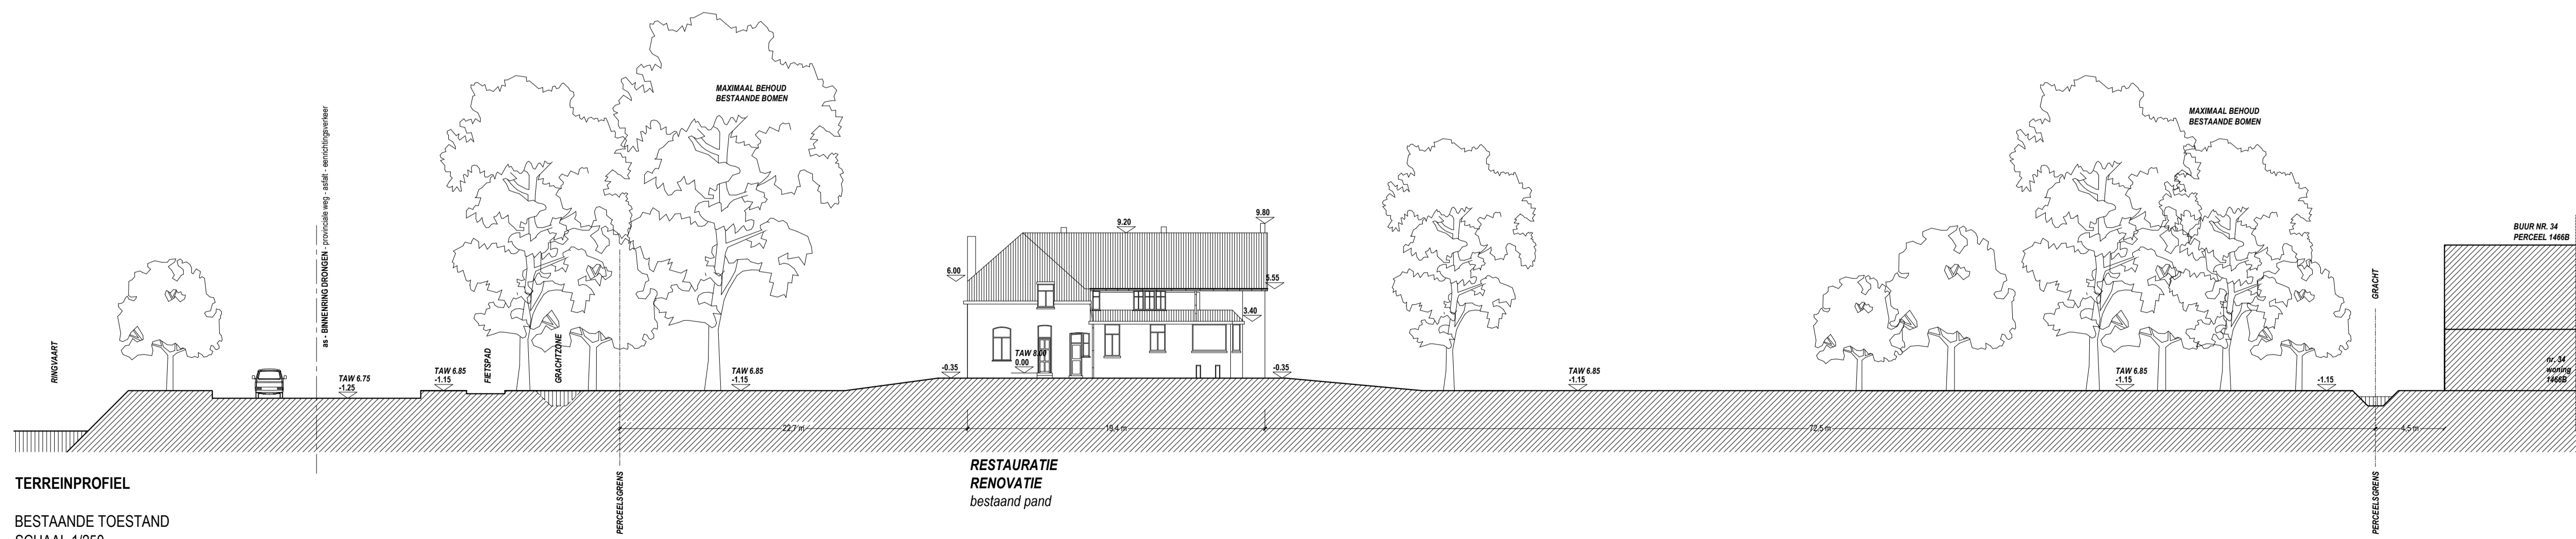 RINGVAART
as - BINNENRING DRONGEN - provinciale weg - asfalt - eenrichtingsverkeer
TAW 6.75
-1.25
TAW 6.85
-1.15
FIETSPAD
GRACHTZONE
MAXIMAAL BEHOUD
BESTAANDE BOMEN
TAW 6.85
-1.15
6.00
-0.35
9.20
9.80
5.55
3.40
TAW 8.00
0.00
-0.35
TAW 6.85
-1.15
MAXIMAAL BEHOUD
BESTAANDE BOMEN
TAW 6.85
-1.15
-1.15
GRACHT
BUUR NR. 34
PERCEEL 1466B
nr. 34
woning
1466B
22,7 m
19,4 m
72,5 m
4,5 m
PERCEELSGRENS
PERCEELSGRENS
RESTAURATIE
RENOVATIE
bestaand pand
TERREINPROFIEL
BESTAANDE TOESTAND
SCHAAL 1/250